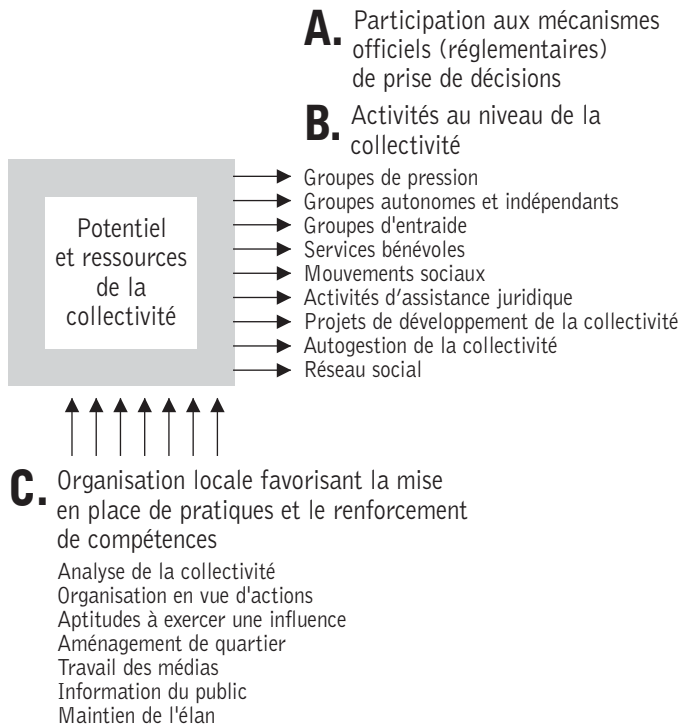 A. Participation aux mécanismes
officiels (réglementaires)
de prise de décisions
B. Activités au niveau de la
collectivité
Groupes de pression
Groupes autonomes et indépendants
Groupes d'entraide
Services bénévoles
Mouvements sociaux
Activités d'assistance juridique
Projets de développement de la collectivité
Autogestion de la collectivité
Réseau social
Potentiel
et ressources
de la
collectivité
C. Organisation locale favorisant la mise
en place de pratiques et le renforcement
de compétences
Analyse de la collectivité
Organisation en vue d'actions
Aptitudes à exercer une influence
Aménagement de quartier
Travail des médias
Information du public
Maintien de l'élan